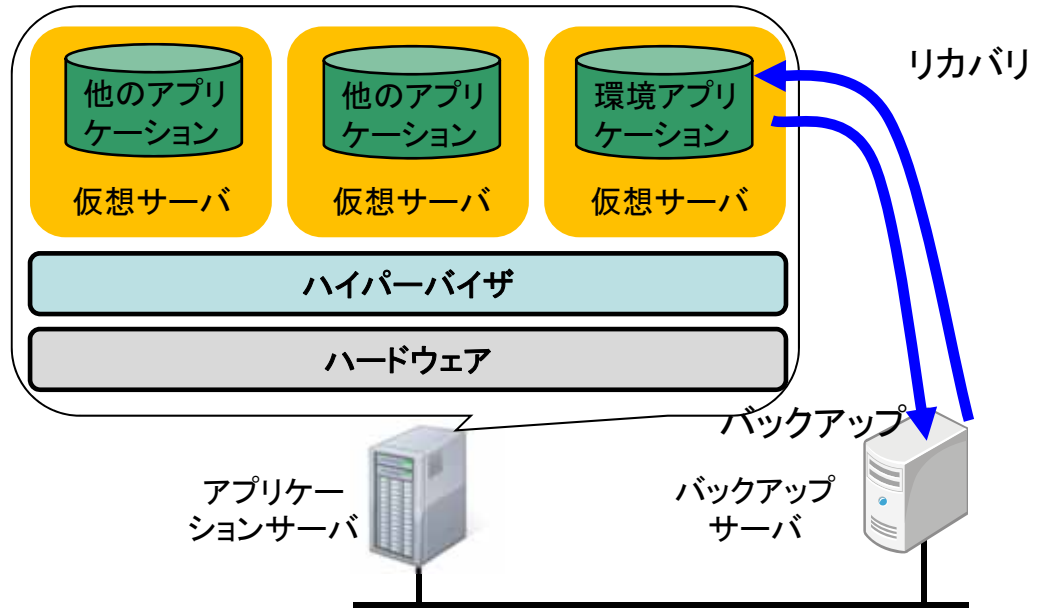 リカバリ
他のアプリ
ケーション
仮想サーバ
他のアプリ
ケーション
仮想サーバ
環境アプリ
ケーション
仮想サーバ
ハイパーバイザ
ハードウェア
バックアップ
アプリケー
ションサーバ
バックアップ
サーバ